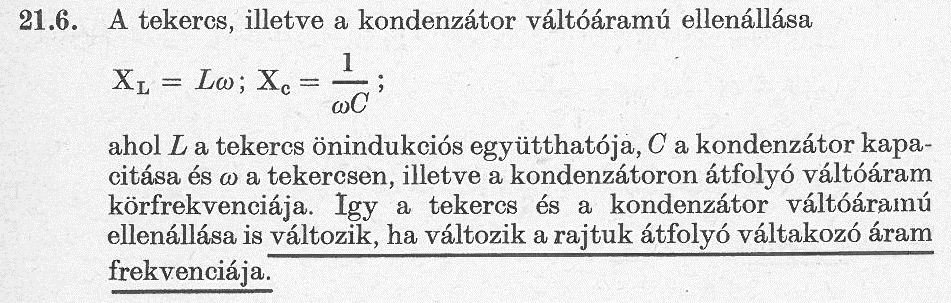 21.6. A tekercs, illetve a kondenzátor váltóáramú ellenállása
X_L = Lω; X_c = 1/ωC ;
ahol L a tekercs önindukciós együtthatója, C a kondenzátor kapa-
citása és ω a tekercsen, illetve a kondenzátoron átfolyó váltóáram
körfrekvenciája. Így a tekercs és a kondenzátor váltóáramú
ellenállása is változik, ha változik a rajtuk átfolyó váltakozó áram
frekvenciája.